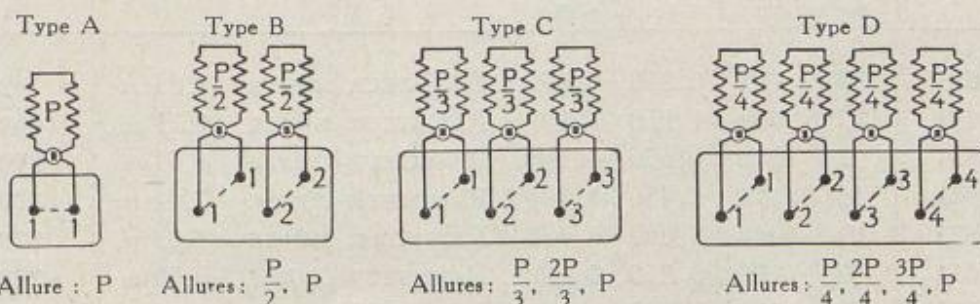 Type A Type B Type C Type D
P P/2 P/2 P/3 P/3 P/3 P/4 P/4 P/4 P/4
1 2 1 2 3 1 2 3 4
1 1 1 2 1 2 3 1 2 3 4
Allure : P Allures: P/2, P Allures: P/3, 2P/3, P Allures: P/4, 2P/4, 3P/4, P